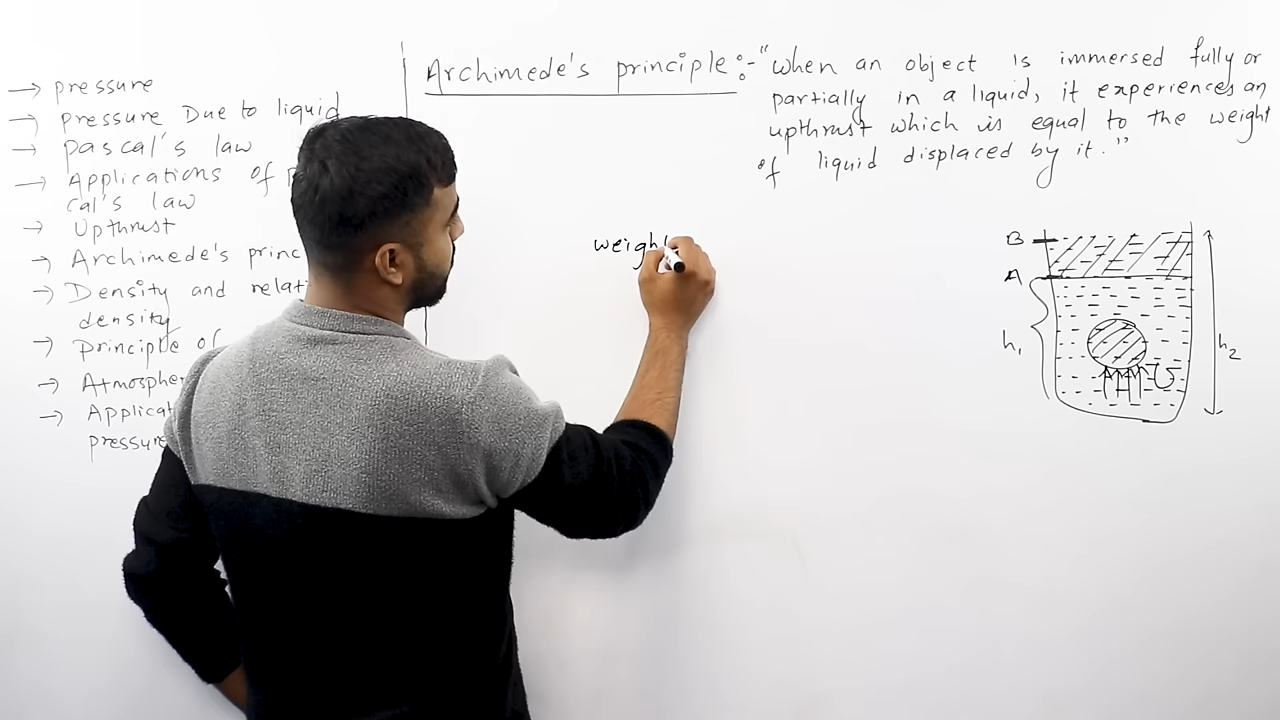 → pressure
→ pressure Due to liquid
→ pascal's law
→ Applications of
cal's law
→ Upthrust
→ Archimede's princ
→ Density and relati
density
→ principle of
→ Atmospher
→ Applicat
pressure
Archimede's principle:- "when an object is immersed fully or
partially in a liquid, it experiences an
upthrust which is equal to the weight
of liquid displaced by it."
weight
B
A
h₁
h₂
U